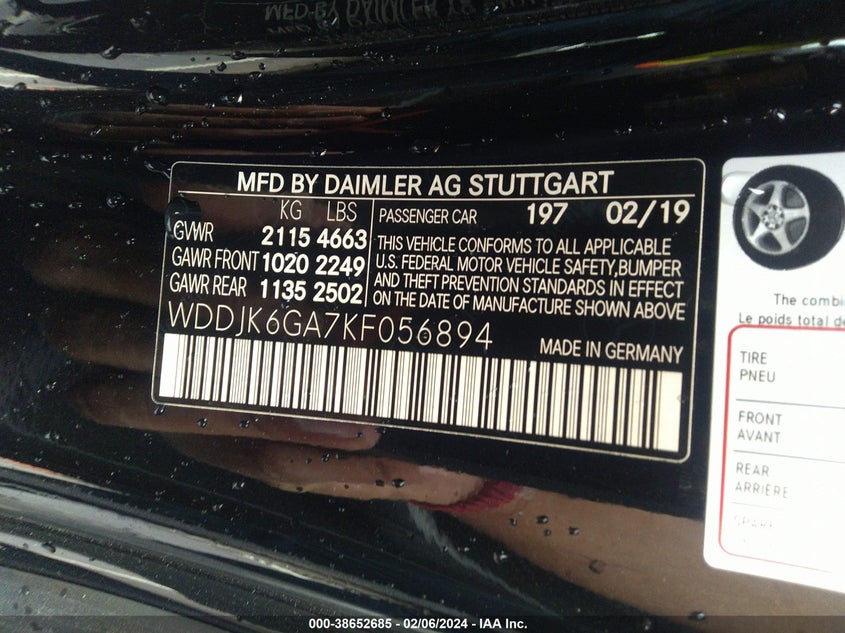 MFD BY DAIMLER AG STUTTGART
KG LBS
GVWR 2115 4663
GAWR FRONT 1020 2249
GAWR REAR 1135 2502
PASSENGER CAR 197 02/19
THIS VEHICLE CONFORMS TO ALL APPLICABLE
U.S. FEDERAL MOTOR VEHICLE SAFETY,BUMPER
AND THEFT PREVENTION STANDARDS IN EFFECT
ON THE DATE OF MANUFACTURE SHOWN ABOVE
WDDJK6GA7KF056894
MADE IN GERMANY
The combi
Le poids total de
TIRE
PNEU
FRONT
AVANT
REAR
ARRIÈRE
000-38652685 - 02/06/2024 - IAA Inc.